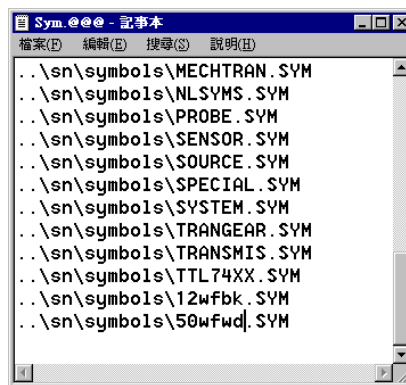 Sym.@@@ - 記事本
檔案(F) 編輯(E) 搜尋(S) 說明(H)
..\sn\symbols\MECHTRAN.SYM
..\sn\symbols\NLSYMS.SYM
..\sn\symbols\PROBE.SYM
..\sn\symbols\SENSOR.SYM
..\sn\symbols\SOURCE.SYM
..\sn\symbols\SPECIAL.SYM
..\sn\symbols\SYSTEM.SYM
..\sn\symbols\TRANGEAR.SYM
..\sn\symbols\TRANSMIS.SYM
..\sn\symbols\TTL74XX.SYM
..\sn\symbols\12wfbk.SYM
..\sn\symbols\50wfwd.SYM